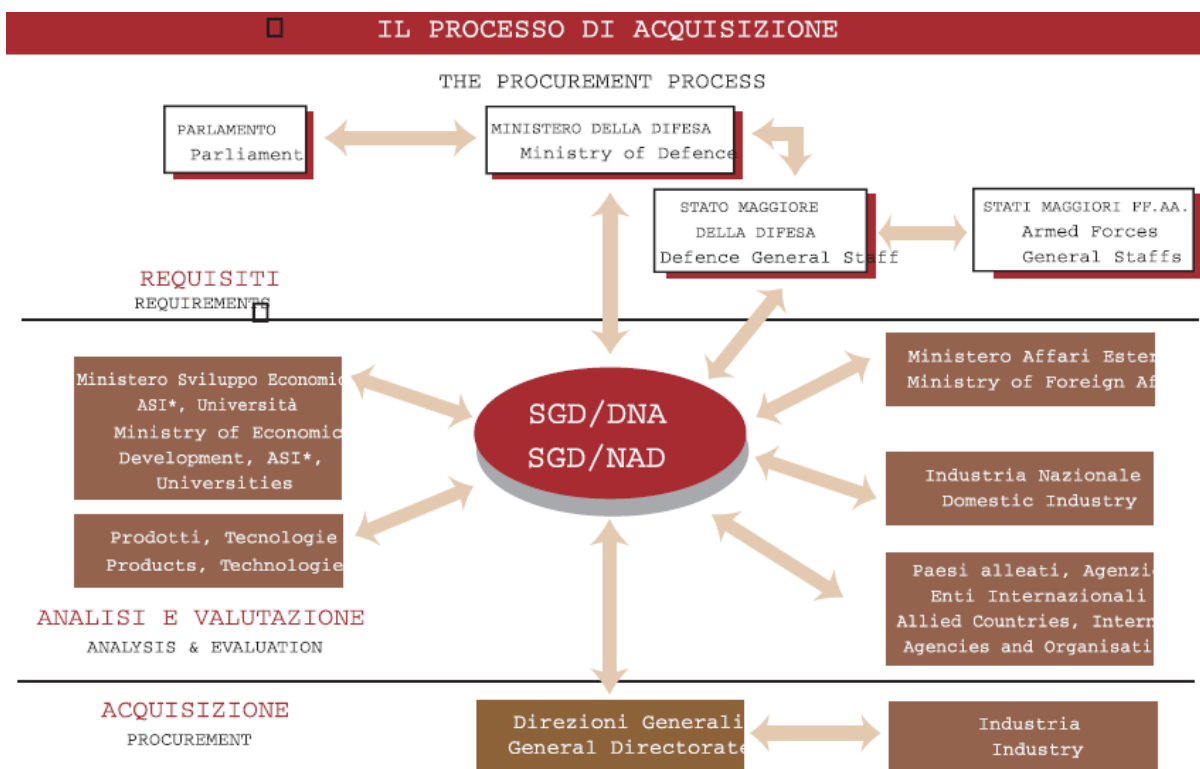 IL PROCESSO DI ACQUISIZIONE
THE PROCUREMENT PROCESS
PARLAMENTO
Parliament
MINISTERO DELLA DIFESA
Ministry of Defence
STATO MAGGIORE
DELLA DIFESA
Defence General Staff
STATI MAGGIORI FF.AA.
Armed Forces
General Staffs
REQUISITI
REQUIREMENTS
Ministero Sviluppo Economic
ASI*, Università
Ministry of Economic
Development, ASI*,
Universities
Prodotti, Tecnologie
Products, Technologie
SGD/DNA
SGD/NAD
Ministero Affari Ester
Ministry of Foreign Af
Industria Nazionale
Domestic Industry
Paesi alleati, Agenzi
Enti Internazionali
Allied Countries, Intern
Agencies and Organisati
ANALISI E VALUTAZIONE
ANALYSIS & EVALUATION
ACQUISIZIONE
PROCUREMENT
Direzioni Generali
General Directorate
Industria
Industry